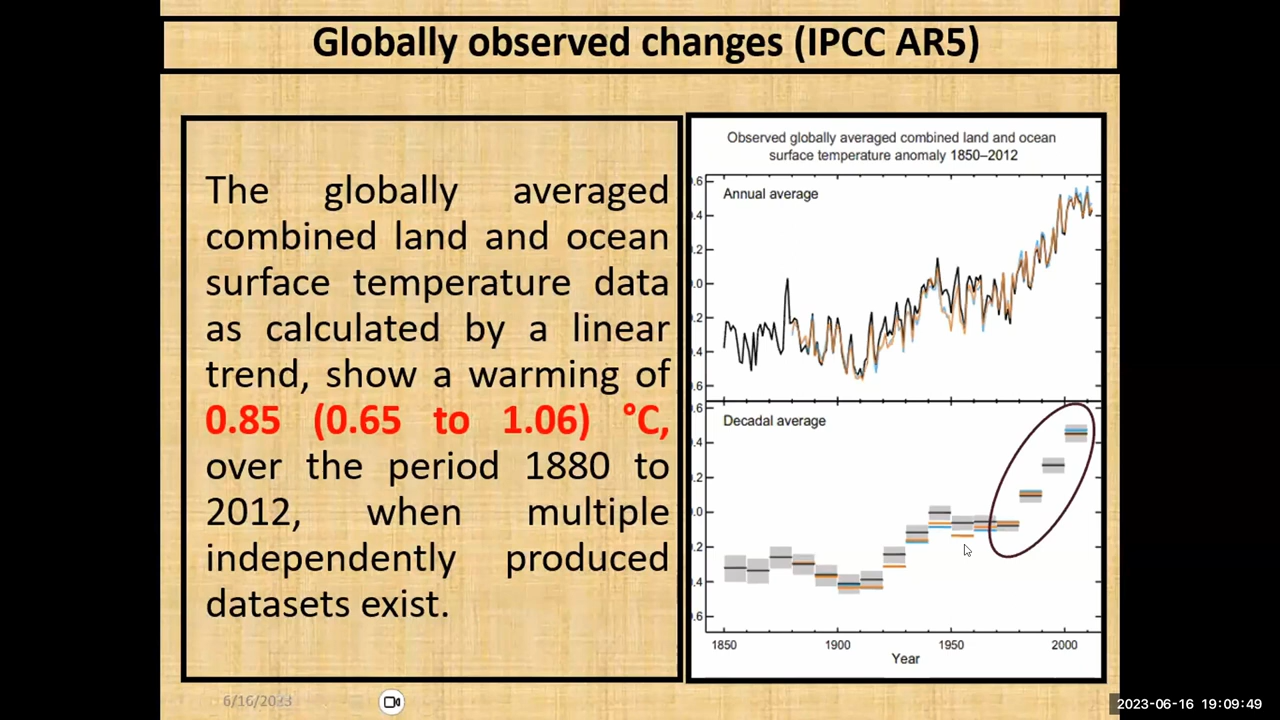 Globally observed changes (IPCC AR5)
The globally averaged
combined land and ocean
surface temperature data
as calculated by a linear
trend, show a warming of
0.85 (0.65 to 1.06) °C,
over the period 1880 to
2012, when multiple
independently produced
datasets exist.
Observed globally averaged combined land and ocean
surface temperature anomaly 1850–2012
Annual average
.6
.4
.2
.0
.2
.4
.6
Decadal average
.6
.4
.2
.0
.2
.4
.6
1850 1900 1950 2000
Year
6/16/2023
2023-06-16 19:09:49